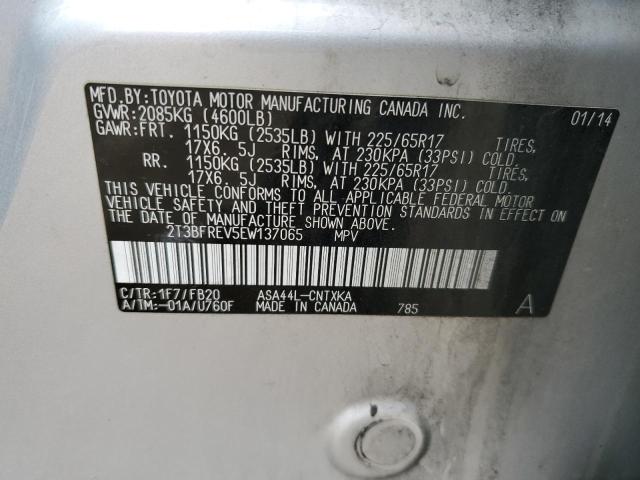 MFD.BY:TOYOTA MOTOR MANUFACTURING CANADA INC.
GVWR:2085KG (4600LB) 01/14
GAWR:FRT. 1150KG (2535LB) WITH 225/65R17 TIRES,
17X6.5J RIMS, AT 230KPA (33PSI) COLD.
RR. 1150KG (2535LB) WITH 225/65R17 TIRES,
17X6.5J RIMS, AT 230KPA (33PSI) COLD.
THIS VEHICLE CONFORMS TO ALL APPLICABLE FEDERAL MOTOR
VEHICLE SAFETY AND THEFT PREVENTION STANDARDS IN EFFECT ON
THE DATE OF MANUFACTURE SHOWN ABOVE.
2T3BFREV5EW137065 MPV
C/TR:1F7/FB20 ASA44L-CNTXKA
A/TM:-01A/U760F MADE IN CANADA 785 A